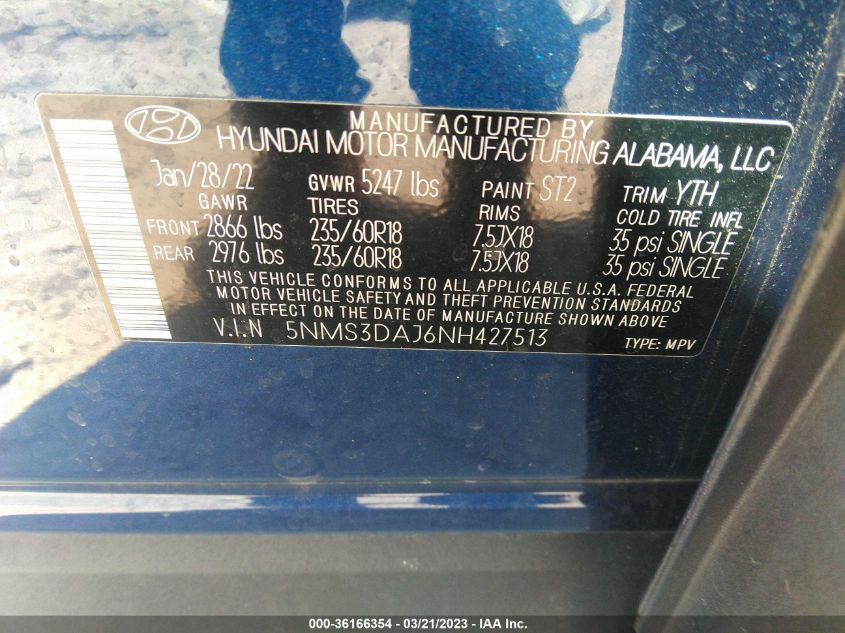 MANUFACTURED BY
HYUNDAI MOTOR MANUFACTURING ALABAMA, LLC
Jan/28/22 GVWR 5247 lbs PAINT ST2 TRIM YTH
GAWR TIRES RIMS COLD TIRE INFL
FRONT 2866 lbs 235/60R18 7.5JX18 35 psi SINGLE
REAR 2976 lbs 235/60R18 7.5JX18 35 psi SINGLE
THIS VEHICLE CONFORMS TO ALL APPLICABLE U.S.A. FEDERAL
MOTOR VEHICLE SAFETY AND THEFT PREVENTION STANDARDS
IN EFFECT ON THE DATE OF MANUFACTURE SHOWN ABOVE.
V.I.N 5NMS3DAJ6NH427513 TYPE: MPV
000-36166354 - 03/21/2023 - IAA Inc.